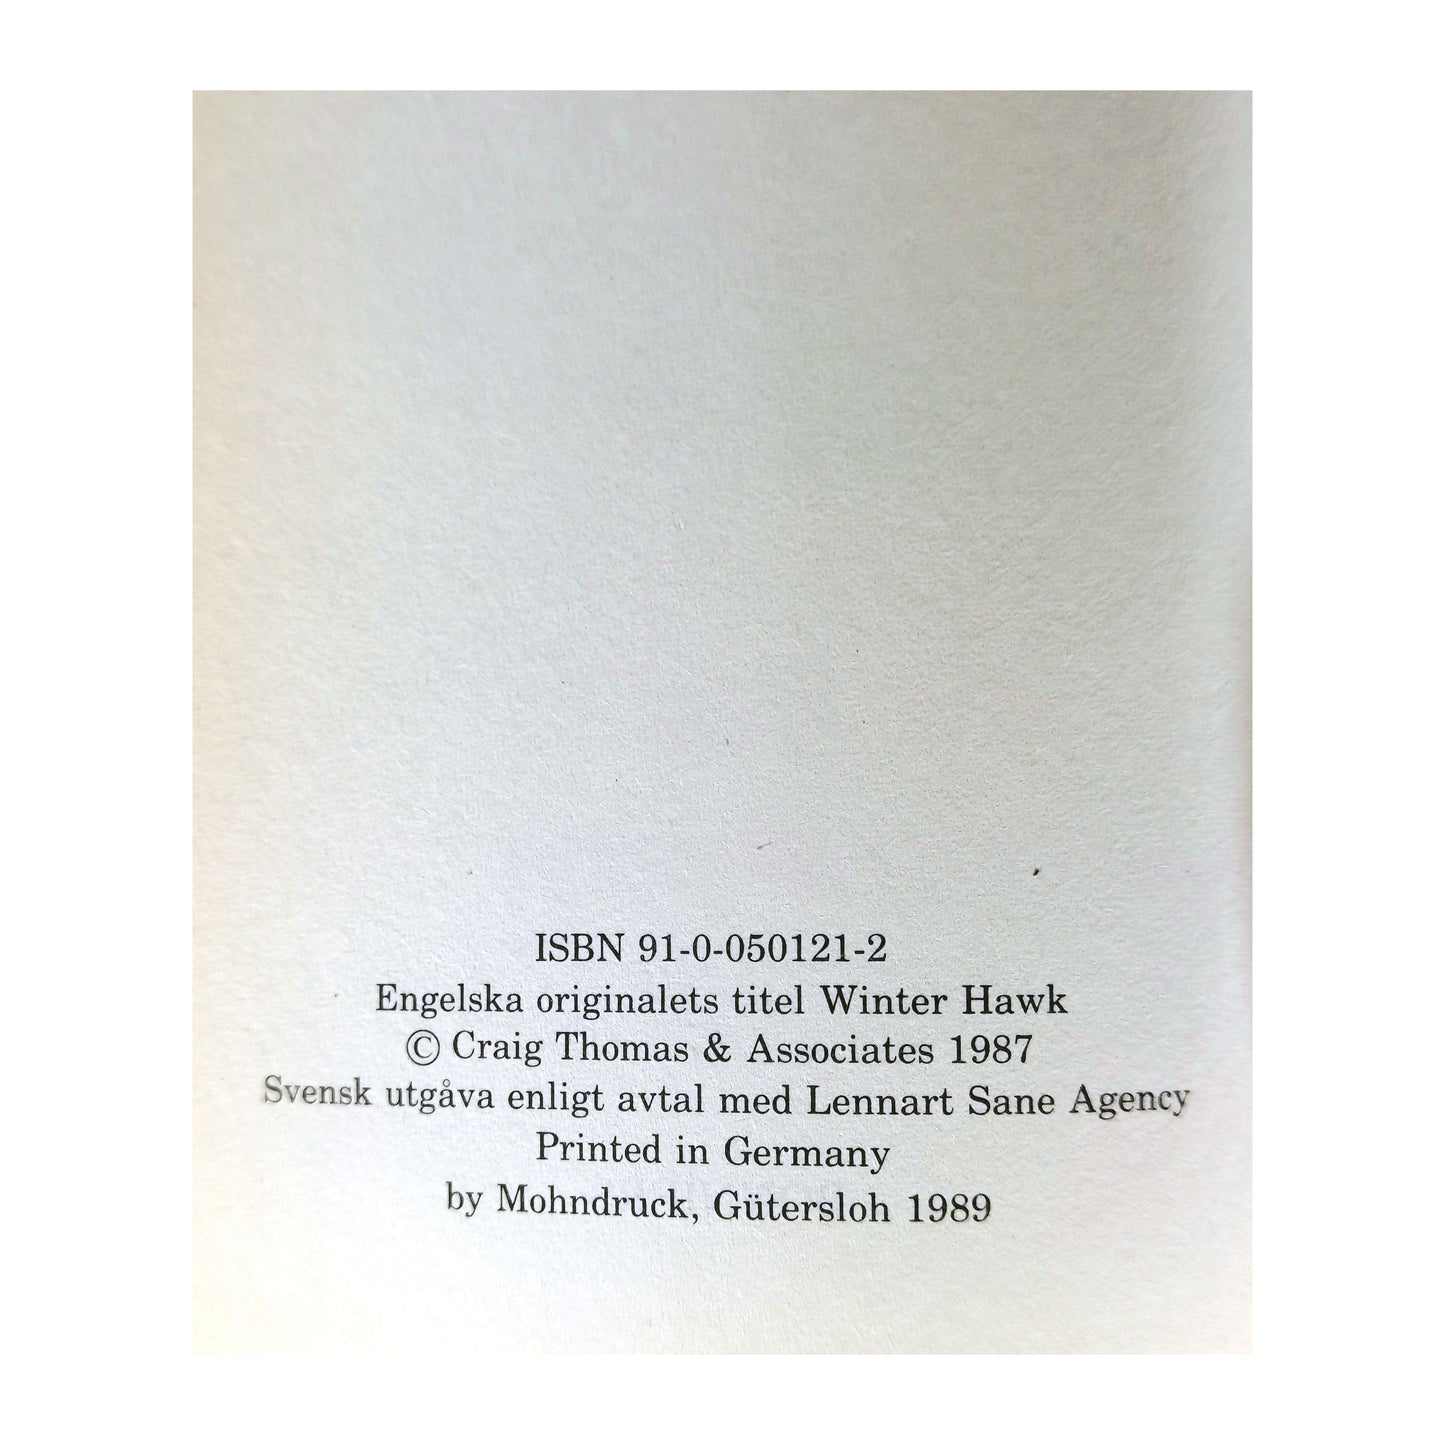 ISBN 91-0-050121-2
Engelska originalets titel Winter Hawk
© Craig Thomas & Associates 1987
Svensk utgåva enligt avtal med Lennart Sane Agency
Printed in Germany
by Mohndruck, Gütersloh 1989